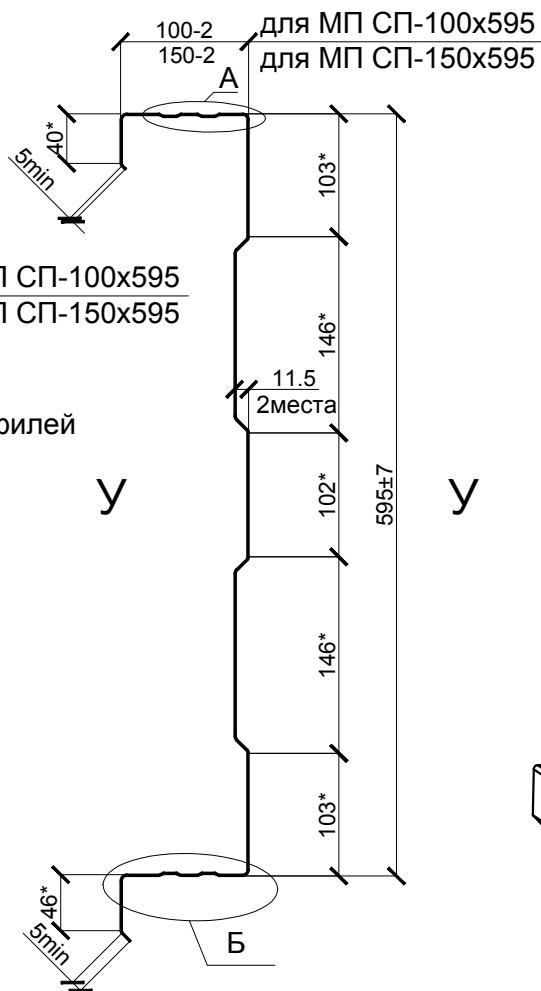 100-2
150-2
для МП СП-100х595
для МП СП-150х595
А
40*
5min
103*
П СП-100х595
П СП-150х595
146*
11.5
2места
рилей
У
102*
595±7
У
146*
103*
46*
5min
Б